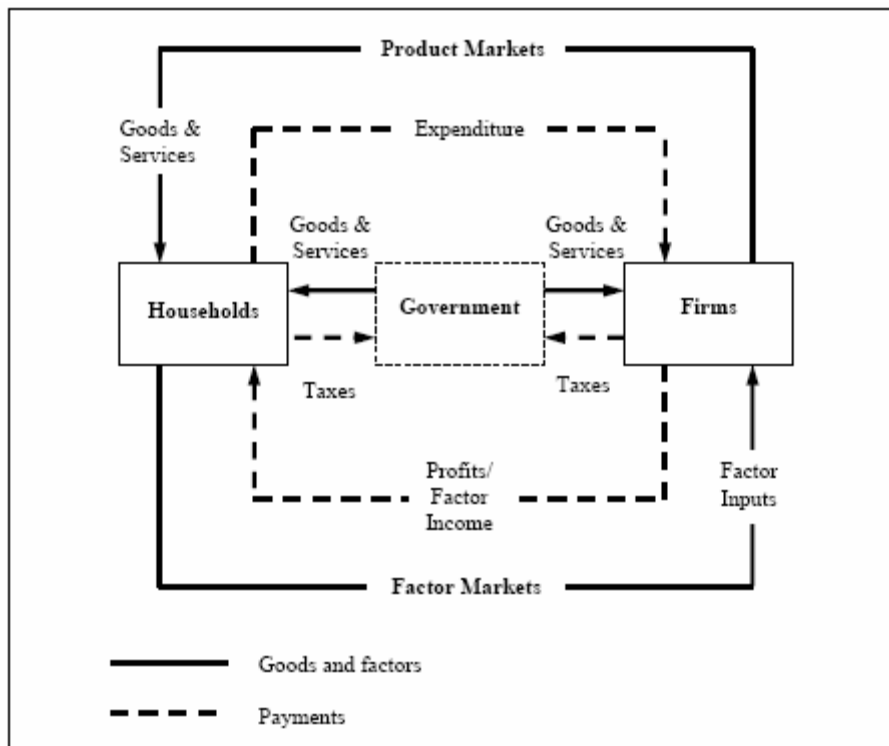 Product Markets
Goods &
Services
Expenditure
Goods &
Services
Goods &
Services
Households
Government
Firms
Taxes
Taxes
Profits/
Factor
Income
Factor
Inputs
Factor Markets
Goods and factors
Payments